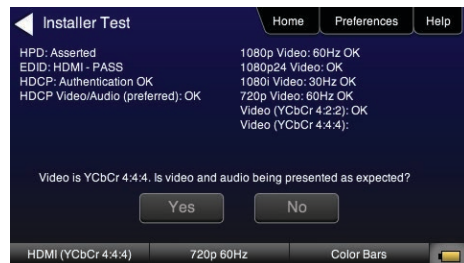 Installer Test
Home
Preferences
Help
HPD: Asserted
EDID: HDMI - PASS
HDCP: Authentication OK
HDCP Video/Audio (preferred): OK
1080p Video: 60Hz OK
1080p24 Video: OK
1080i Video: 30Hz OK
720p Video: 60Hz OK
Video (YCbCr 4:2:2): OK
Video (YCbCr 4:4:4):
Video is YCbCr 4:4:4. Is video and audio being presented as expected?
Yes
No
HDMI (YCbCr 4:4:4)
720p 60Hz
Color Bars